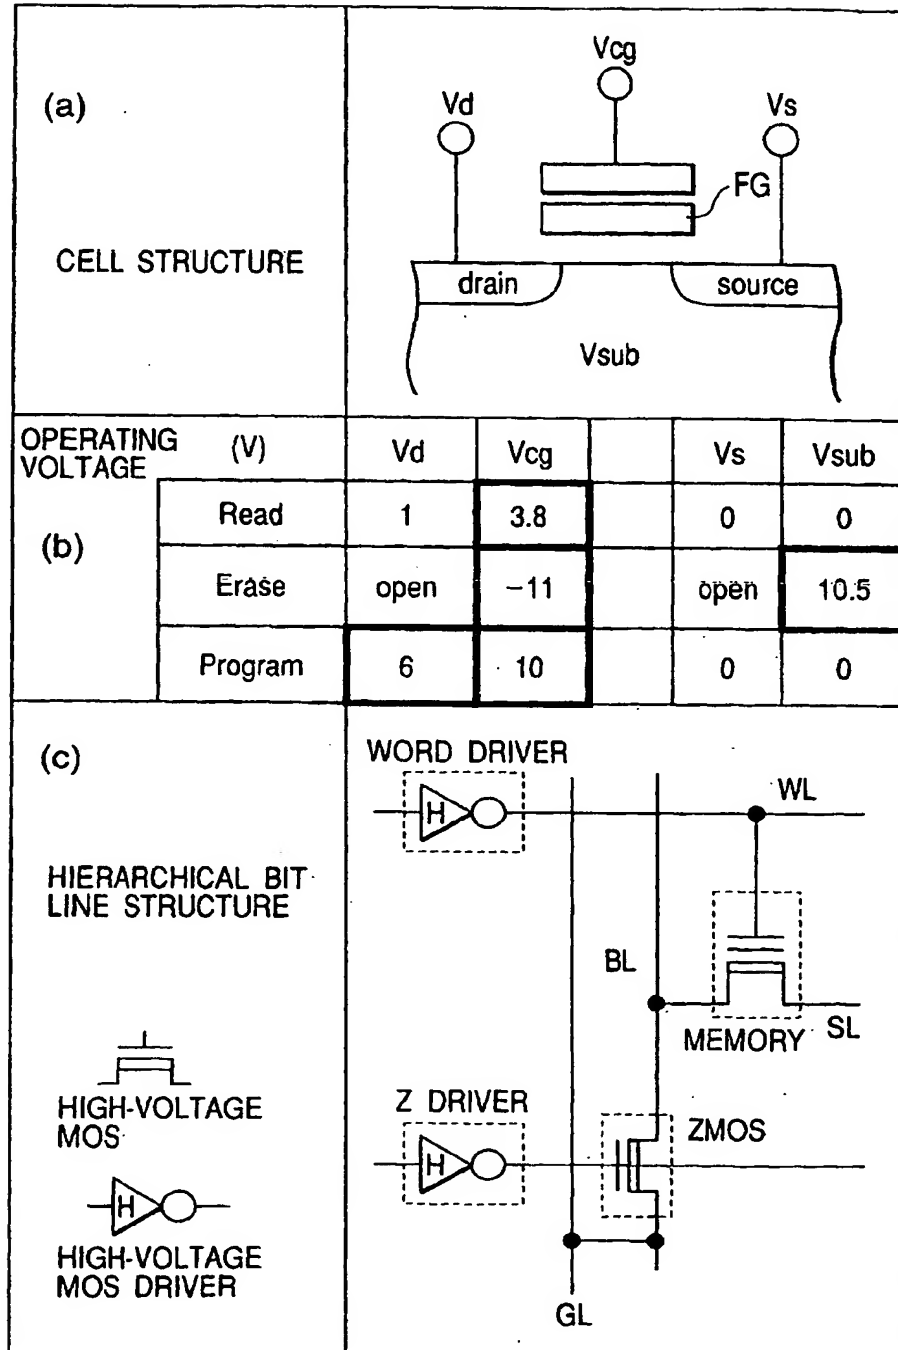 (a)
CELL STRUCTURE
Vcg
Vd
Vs
FG
drain
source
Vsub
OPERATING
VOLTAGE
(V)
Vd Vcg Vs Vsub
(b)
Read 1 3.8 0 0
Erase open −11 open 10.5
Program 6 10 0 0
(c)
HIERARCHICAL BIT
LINE STRUCTURE
HIGH-VOLTAGE
MOS
H
HIGH-VOLTAGE
MOS DRIVER
WORD DRIVER
H
WL
BL
MEMORY
SL
Z DRIVER
H
ZMOS
GL